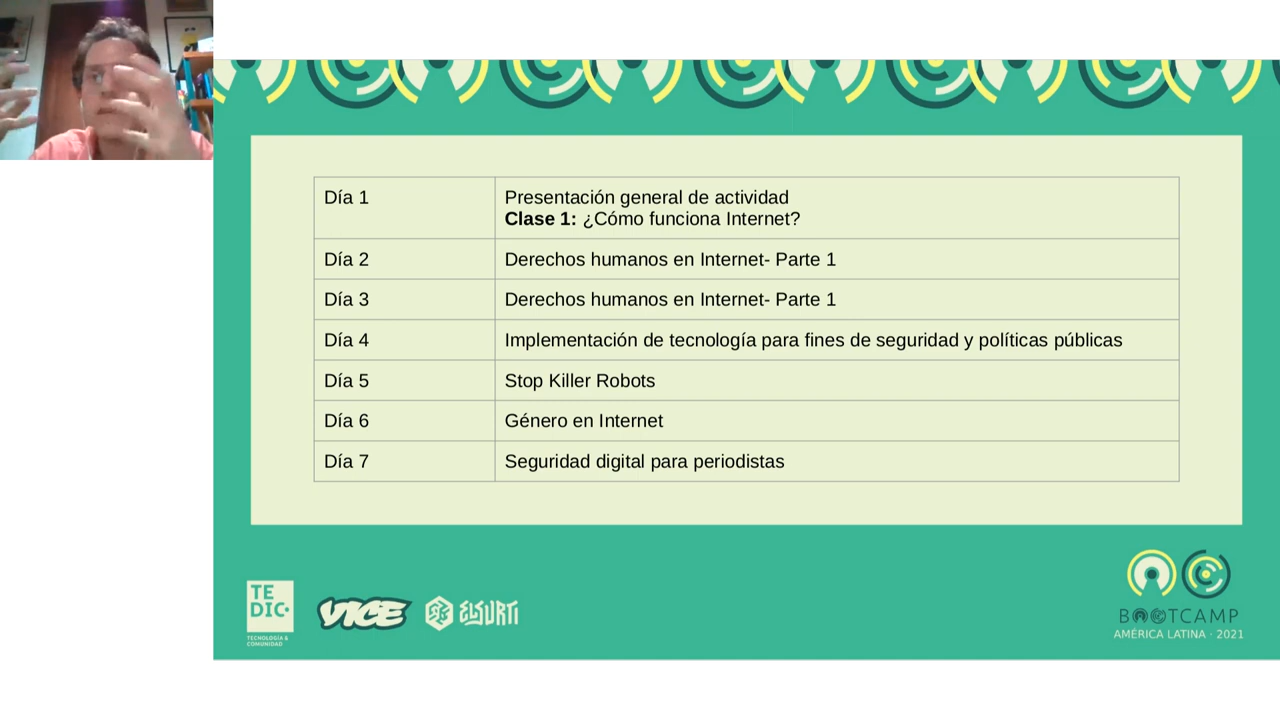 Día 1
Presentación general de actividad
Clase 1: ¿Cómo funciona Internet?
Día 2
Derechos humanos en Internet- Parte 1
Día 3
Derechos humanos en Internet- Parte 1
Día 4
Implementación de tecnología para fines de seguridad y políticas públicas
Día 5
Stop Killer Robots
Día 6
Género en Internet
Día 7
Seguridad digital para periodistas
TE
DIC
TECNOLOGÍA &
COMUNIDAD
VICE
ELSURTI
BOOTCAMP
AMÉRICA LATINA · 2021